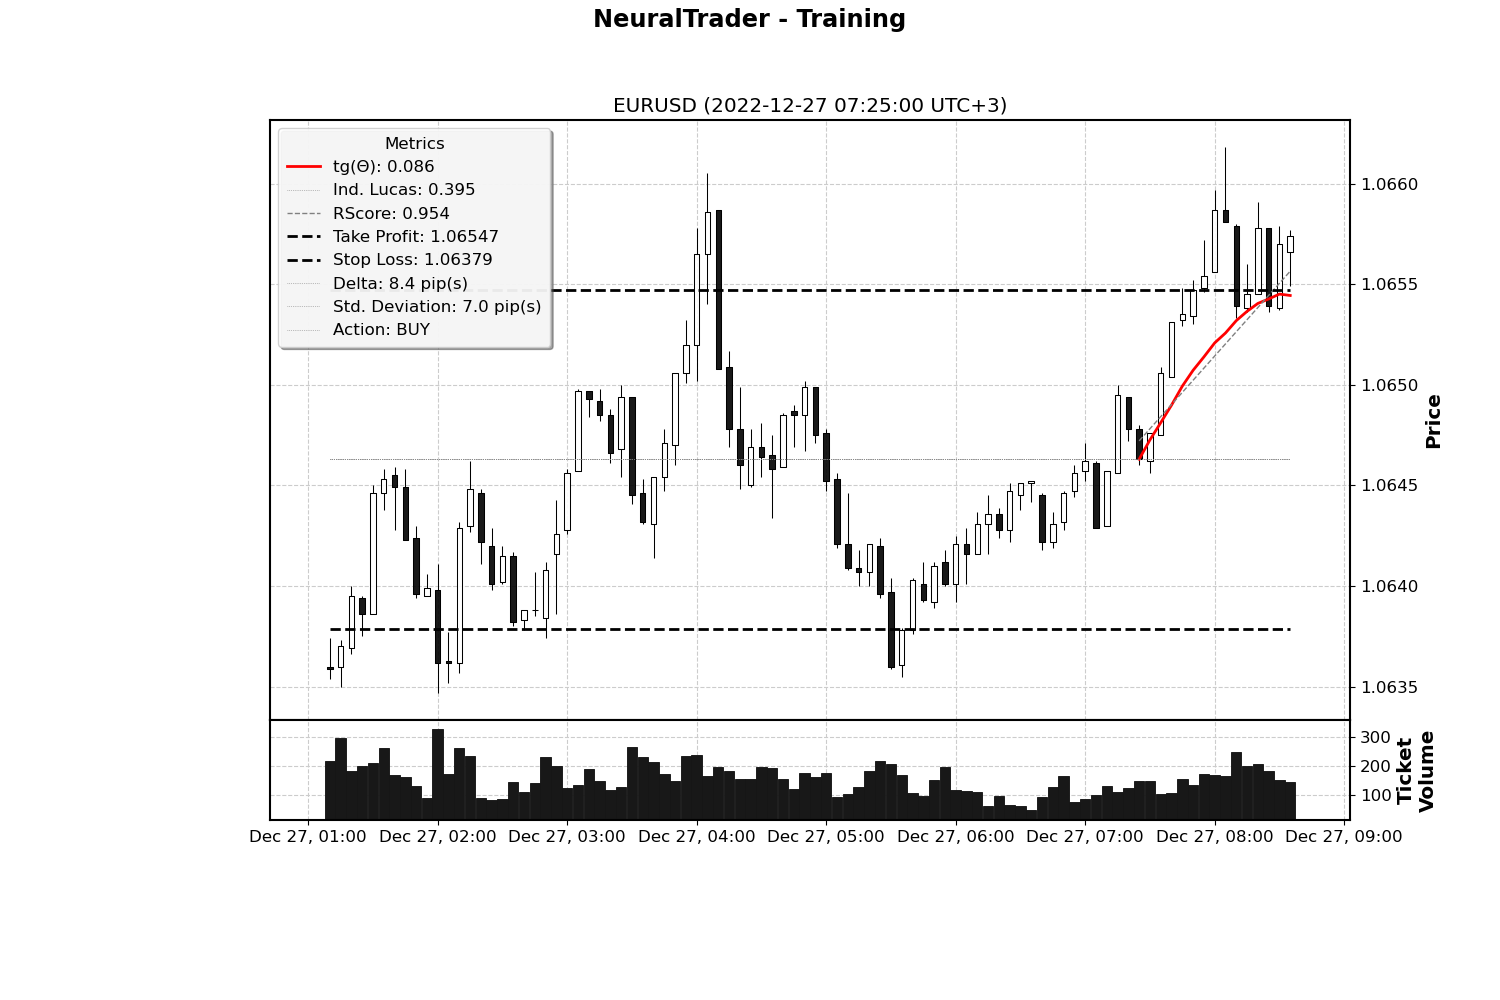 NeuralTrader - Training
EURUSD (2022-12-27 07:25:00 UTC+3)
Metrics
tg(Θ): 0.086
Ind. Lucas: 0.395
RScore: 0.954
Take Profit: 1.06547
Stop Loss: 1.06379
Delta: 8.4 pip(s)
Std. Deviation: 7.0 pip(s)
Action: BUY
1.0660
1.0655
1.0650
1.0645
1.0640
1.0635
Price
300
200
100
Ticket
Volume
Dec 27, 01:00 Dec 27, 02:00 Dec 27, 03:00 Dec 27, 04:00 Dec 27, 05:00 Dec 27, 06:00 Dec 27, 07:00 Dec 27, 08:00 Dec 27, 09:00